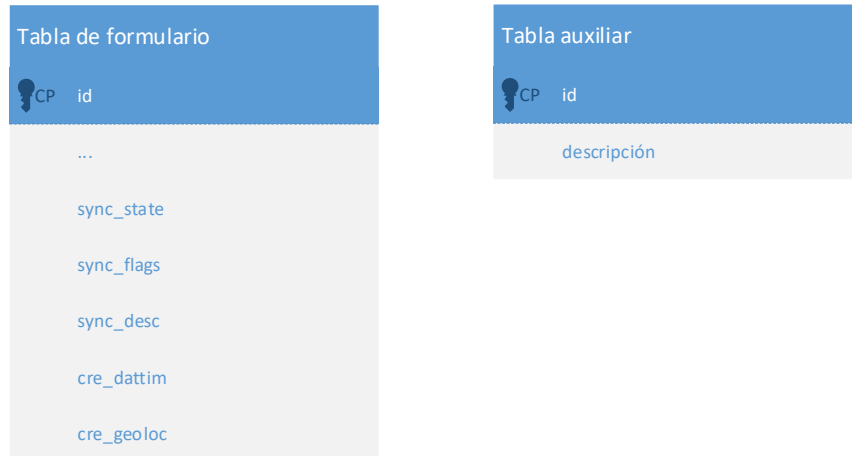 Tabla de formulario
CP id
...
sync_state
sync_flags
sync_desc
cre_dattim
cre_geoloc
Tabla auxiliar
CP id
descripción